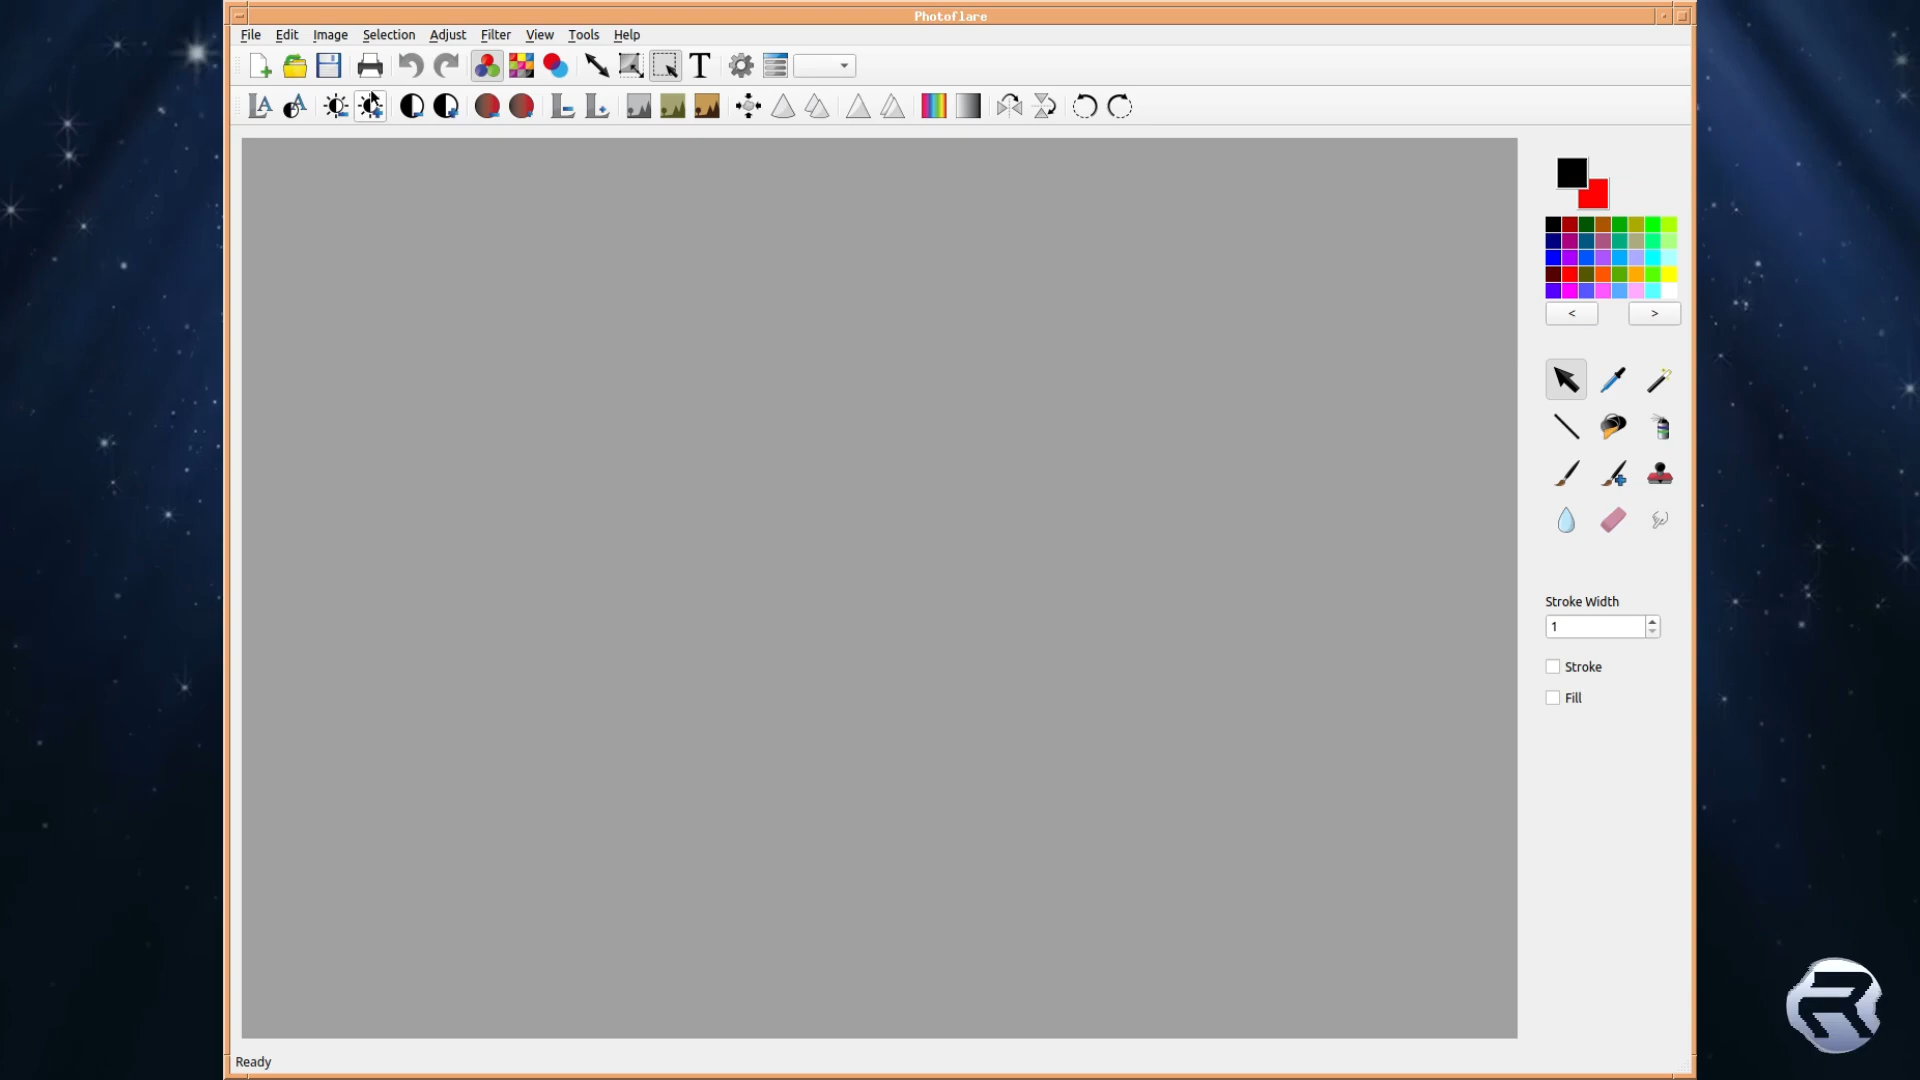 Photoflare
File Edit Image Selection Adjust Filter View Tools Help
T
< >
Stroke Width
1
Stroke
Fill
Ready